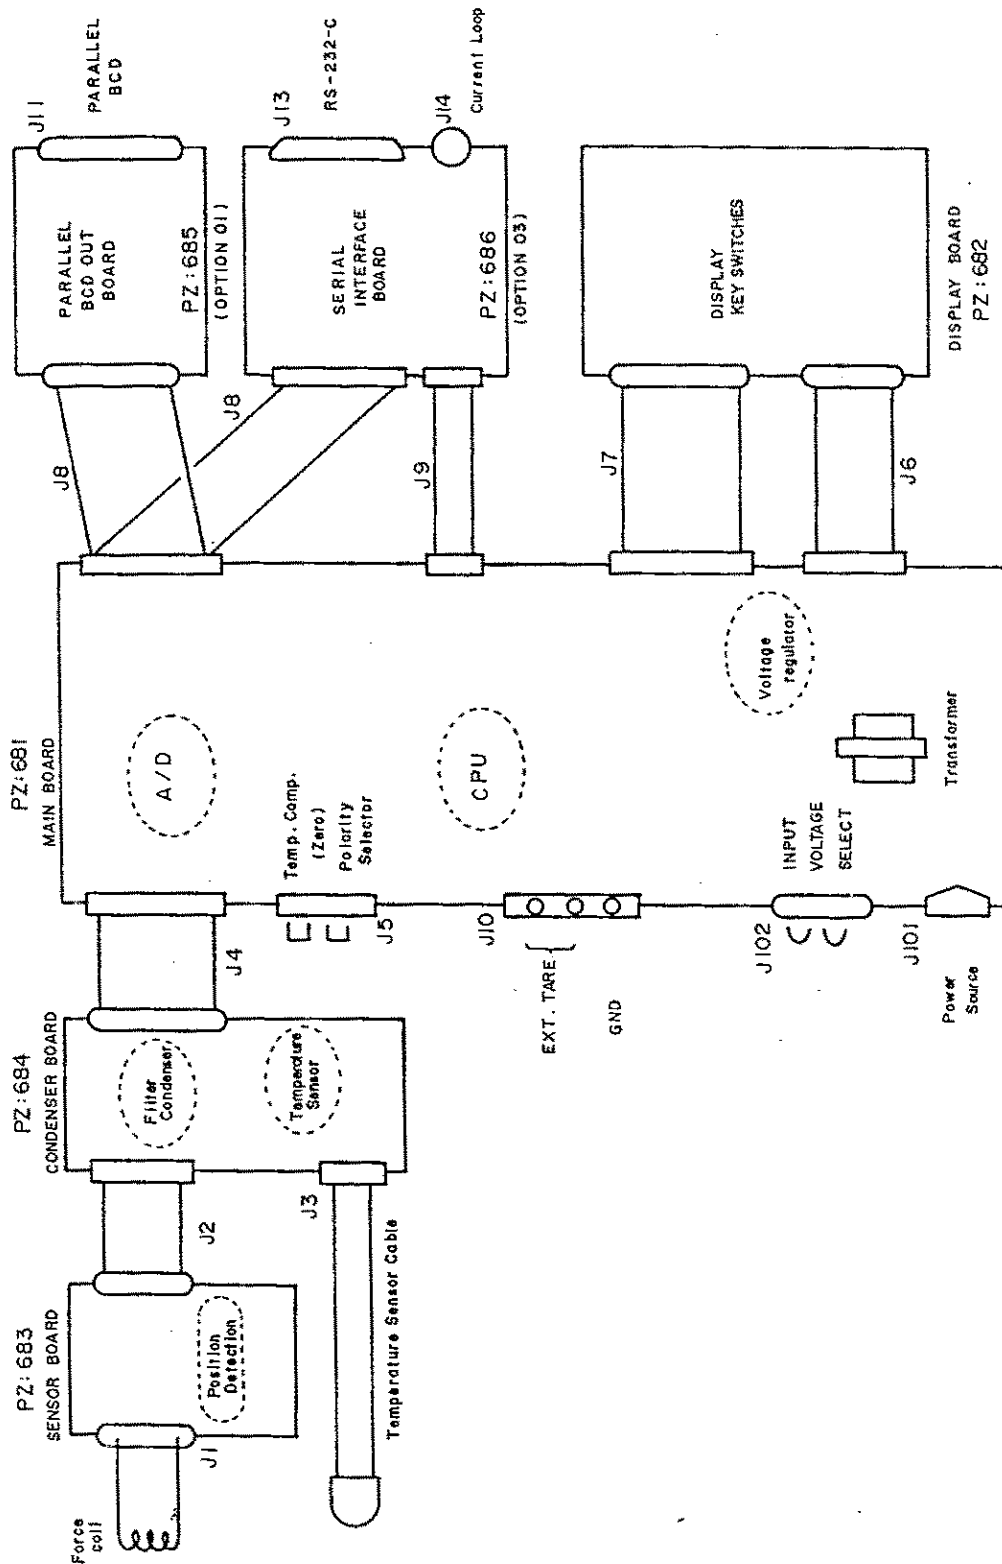 Force
coil
J1
PZ:683
SENSOR BOARD
Position
Detection
J2
Temperature Sensor Cable
J3
PZ:684
CONDENSER BOARD
Filter
Condenser
Temperature
Sensor
J4
Temp. Comp.
(Zero)
Polarity
Selector
J5
J10
EXT. TARE
GND
J102
INPUT
VOLTAGE
SELECT
J101
Power
Source
PZ:681
MAIN BOARD
A/D
CPU
Voltage
regulator
Transformer
J8
J8
J9
J7
J6
PARALLEL
BCD OUT
BOARD
PZ:685
(OPTION 01)
J11
PARALLEL
BCD
SERIAL
INTERFACE
BOARD
PZ:686
(OPTION 03)
J13
RS-232-C
J14
Current Loop
DISPLAY
KEY SWITCHES
DISPLAY BOARD
PZ:682